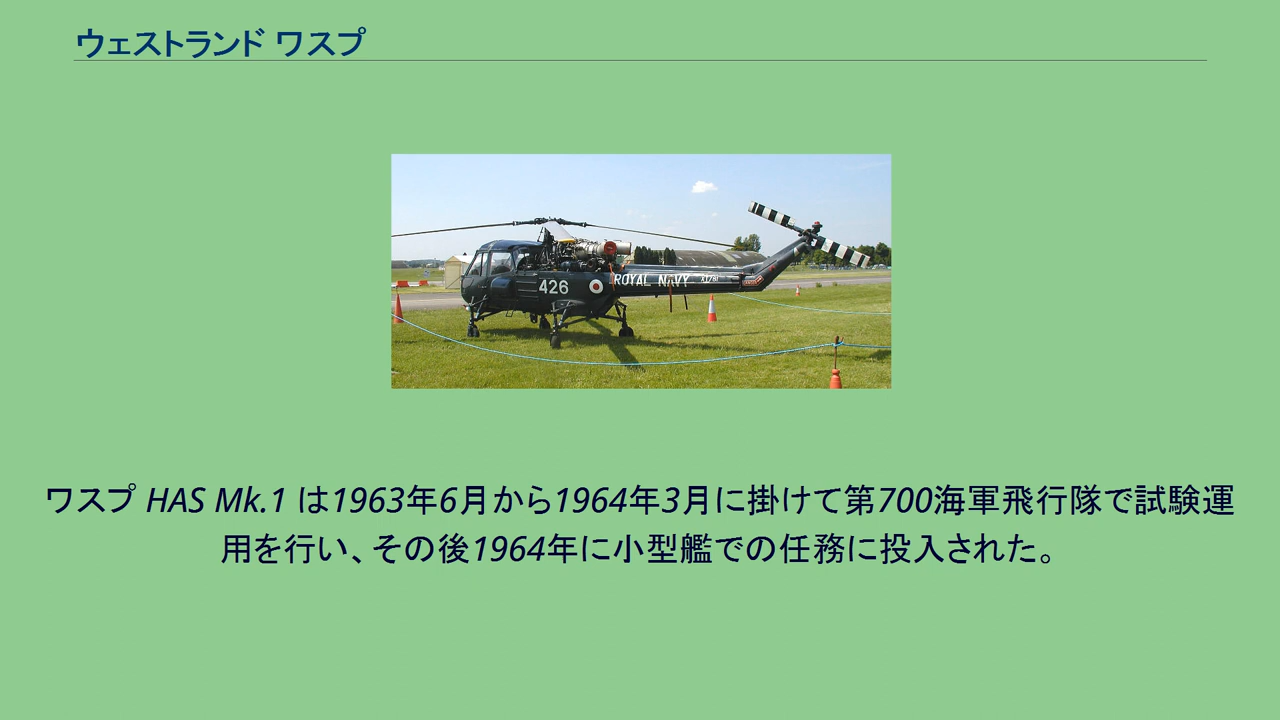 ウェストランド ワスプ
426
ROYAL NAVY
ワスプ HAS Mk.1 は1963年6月から1964年3月に掛けて第700海軍飛行隊で試験運
用を行い、その後1964年に小型艦での任務に投入された。